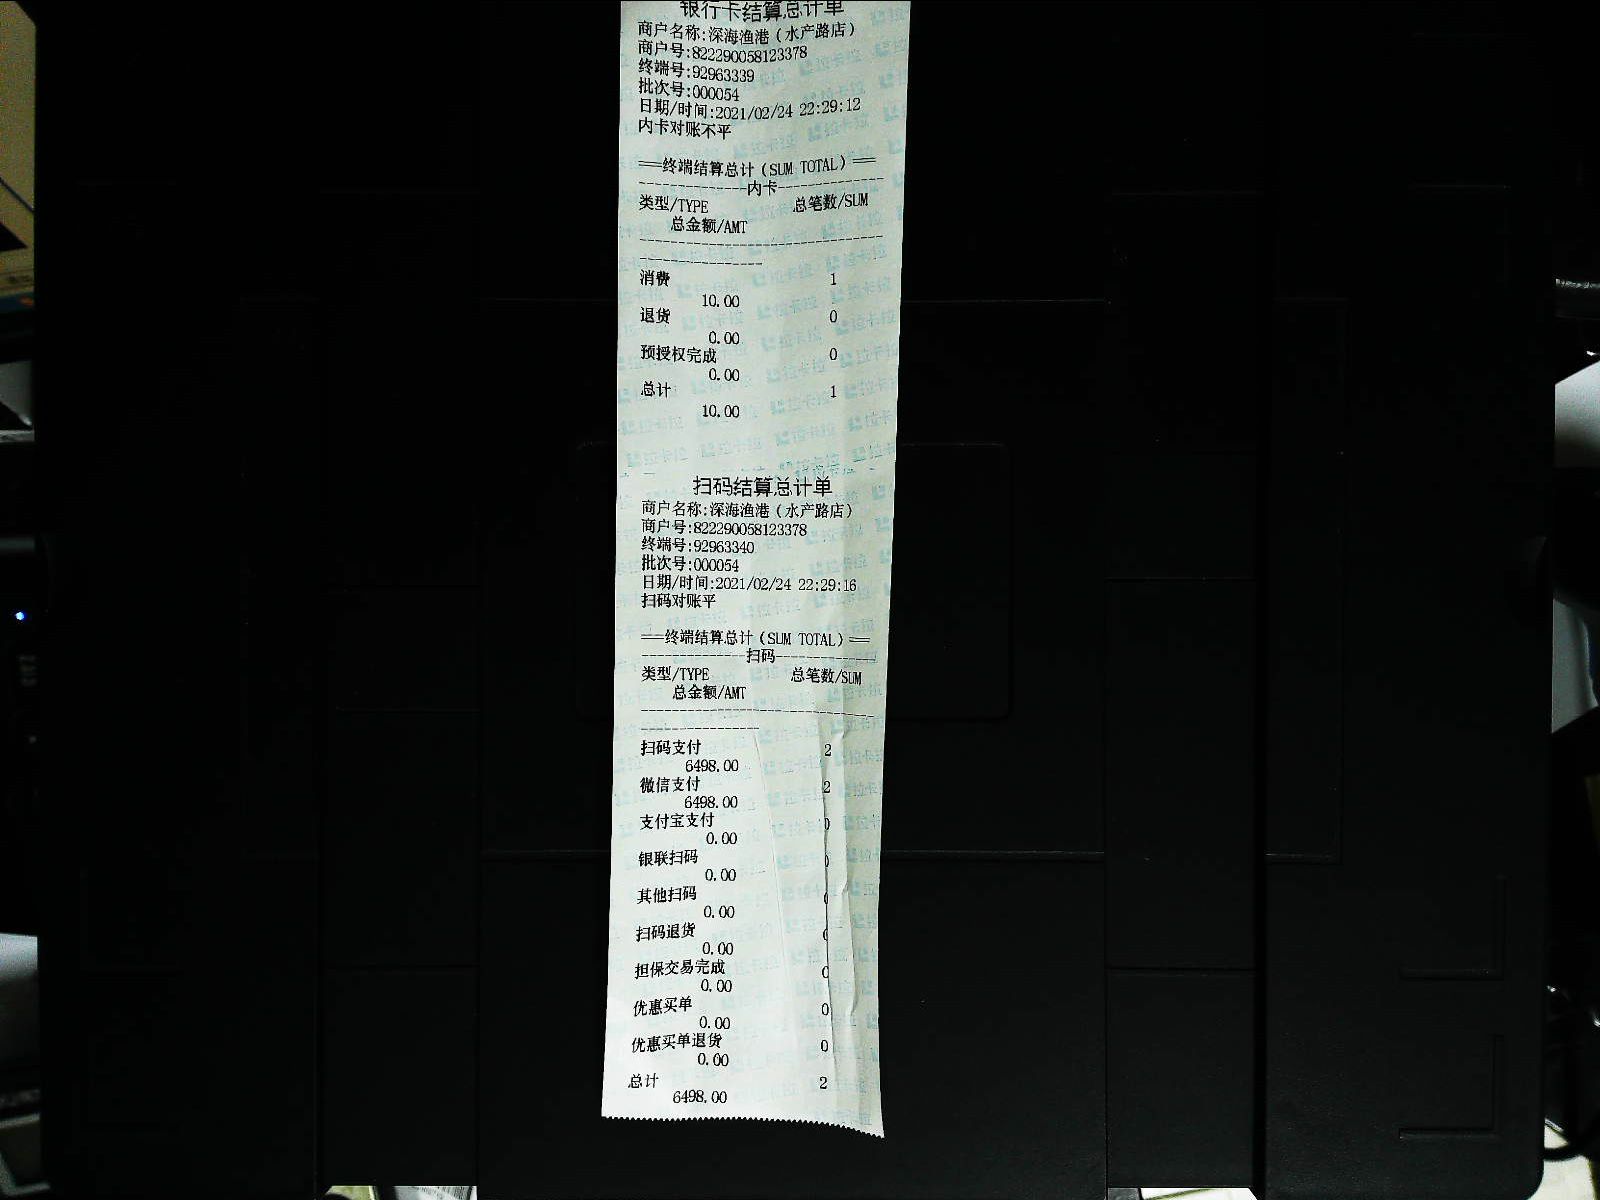 银行卡结算总计单
商户名称:深海渔港(水产路店)
商户号:822290058123378
终端号:92963339
批次号:000054
日期/时间:2021/02/24 22:29:12
内卡对账不平
===终端结算总计(SUM TOTAL)===
--------------内卡--------------
类型/TYPE 总笔数/SUM
总金额/AMT
消费 1
10.00
退货 0
0.00
预授权完成 0
0.00
总计 1
10.00
扫码结算总计单
商户名称:深海渔港(水产路店)
商户号:822290058123378
终端号:92963340
批次号:000054
日期/时间:2021/02/24 22:29:16
扫码对账平
===终端结算总计(SUM TOTAL)===
--------------扫码--------------
类型/TYPE 总笔数/SUM
总金额/AMT
扫码支付 2
6498.00
微信支付 2
6498.00
支付宝支付 0
0.00
银联扫码 0
0.00
其他扫码 0
0.00
扫码退货 0
0.00
担保交易完成 0
0.00
优惠买单 0
0.00
优惠买单退货 0
0.00
总计 2
6498.00